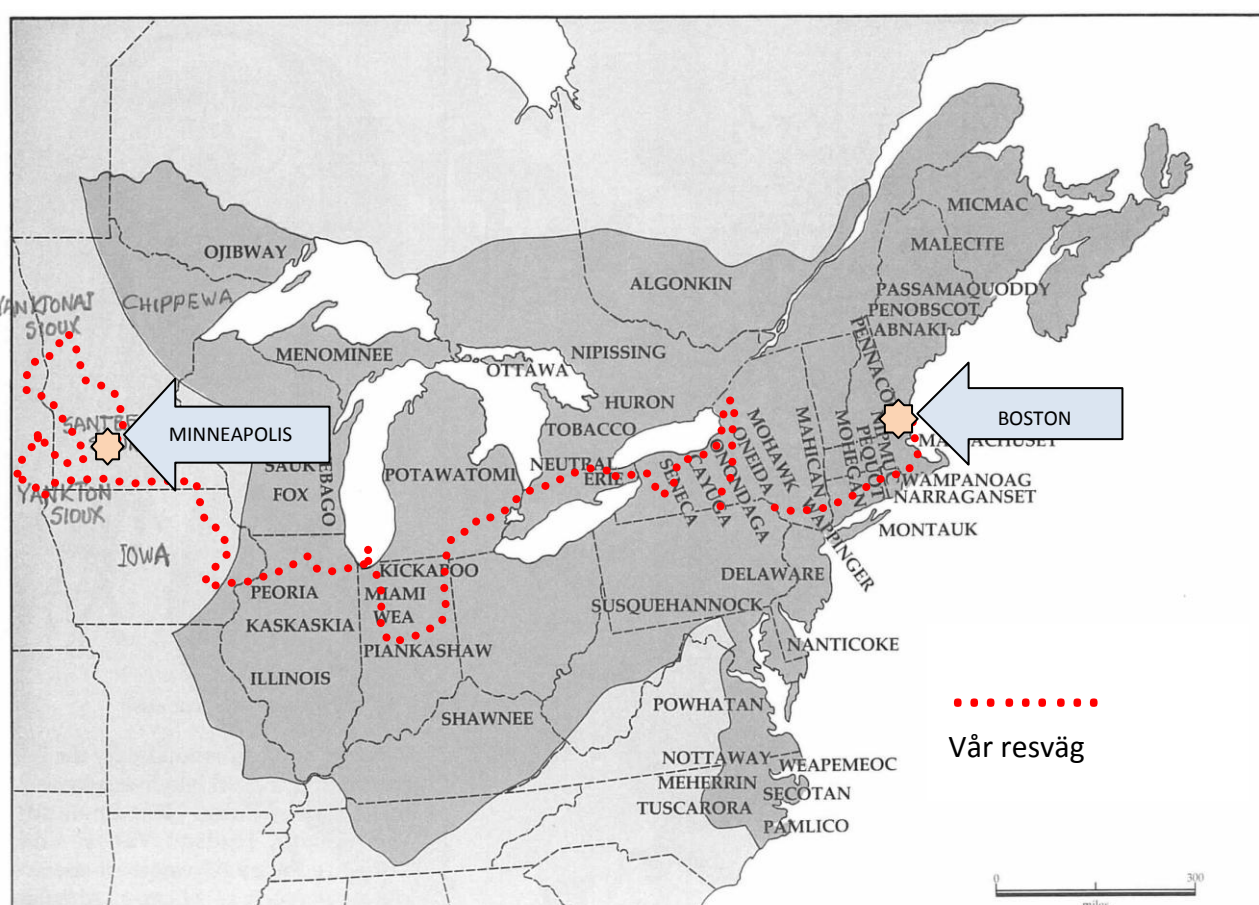 MICMAC
MALECITE
OJIBWAY
ALGONKIN
PASSAMAQUODDY
YANKTONAI
SIOUX
CHIPPEWA
PENOBSCOT
ABNAKI
MENOMINEE
NIPISSING
OTTAWA
HURON
TOBACCO
MINNEAPOLIS
BOSTON
SAUK
FOX
POTAWATOMI
NEUTRAL
ERIE
SENECA
CAYUGA
ONONDAGA
ONEIDA
MOHAWK
MAHICAN
WAPPINGER
MOHEGAN
PEQUOT
WAMPANOAG
NARRAGANSET
MONTAUK
YANKTON
SIOUX
IOWA
KICKAPOO
MIAMI
WEA
PEORIA
KASKASKIA
PIANKASHAW
ILLINOIS
DELAWARE
SUSQUEHANNOCK
NANTICOKE
SHAWNEE
POWHATAN
NOTTAWAY
WEAPEMEOC
MEHERRIN
SECOTAN
TUSCARORA
PAMLICO
Vår resväg
0 300
miles